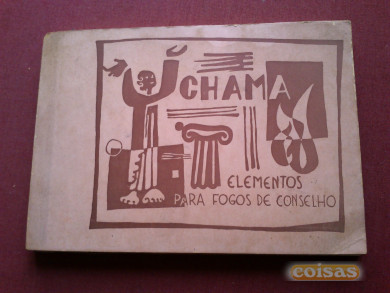 CHAMA
ELEMENTOS
PARA FOGOS DE CONSELHO
coisas